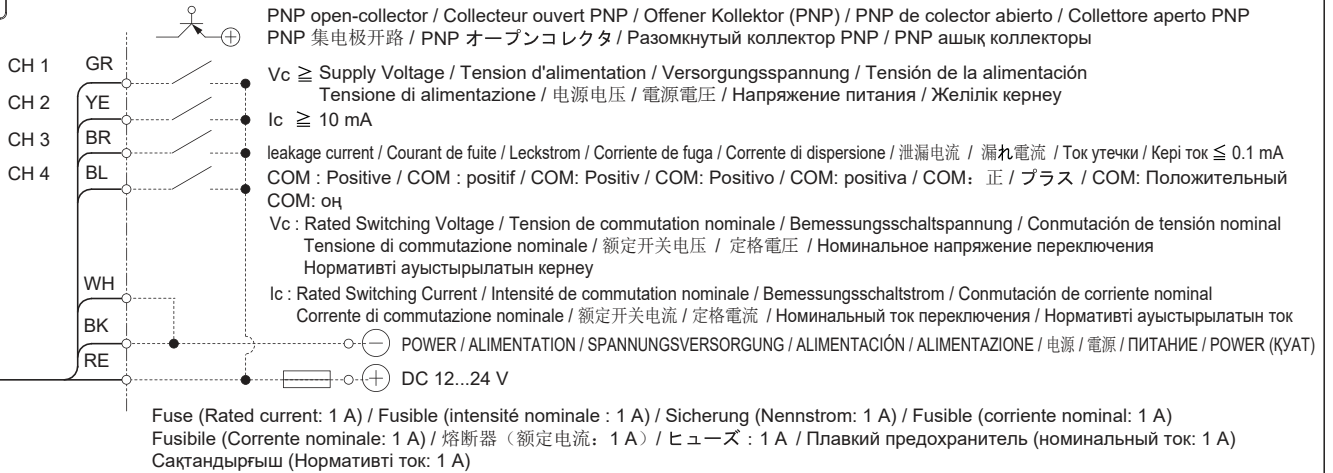 PNP open-collector / Collecteur ouvert PNP / Offener Kollektor (PNP) / PNP de colector abierto / Collettore aperto PNP
PNP 集电极开路 / PNP オープンコレクタ / Разомкнутый коллектор PNP / PNP ашық коллекторы
CH 1 GR
CH 2 YE
CH 3 BR
CH 4 BL
Vc ≧ Supply Voltage / Tension d'alimentation / Versorgungsspannung / Tensión de la alimentación
Tensione di alimentazione / 电源电压 / 電源電圧 / Напряжение питания / Желілік кернеу
Ic ≧ 10 mA
leakage current / Courant de fuite / Leckstrom / Corriente de fuga / Corrente di dispersione / 泄漏电流 / 漏れ電流 / Ток утечки / Кері ток ≦ 0.1 mA
COM : Positive / COM : positif / COM: Positiv / COM: Positivo / COM: positiva / COM：正 / プラス / COM: Положительный
COM: оң
Vc : Rated Switching Voltage / Tension de commutation nominale / Bemessungsschaltspannung / Conmutación de tensión nominal
Tensione di commutazione nominale / 额定开关电压 / 定格電圧 / Номинальное напряжение переключения
Нормативті ауыстырылатын кернеу
Ic : Rated Switching Current / Intensité de commutation nominale / Bemessungsschaltstrom / Conmutación de corriente nominal
Corrente di commutazione nominale / 额定开关电流 / 定格電流 / Номинальный ток переключения / Нормативті ауыстырылатын ток
WH
BK
RE
POWER / ALIMENTATION / SPANNUNGSVERSORGUNG / ALIMENTACIÓN / ALIMENTAZIONE / 电源 / 電源 / ПИТАНИЕ / POWER (ҚУАТ)
DC 12...24 V
Fuse (Rated current: 1 A) / Fusible (intensité nominale : 1 A) / Sicherung (Nennstrom: 1 A) / Fusible (corriente nominal: 1 A)
Fusibile (Corrente nominale: 1 A) / 熔断器（额定电流：1 A）/ ヒューズ：1 A / Плавкий предохранитель (номинальный ток: 1 A)
Сақтандырғыш (Нормативті ток: 1 A)